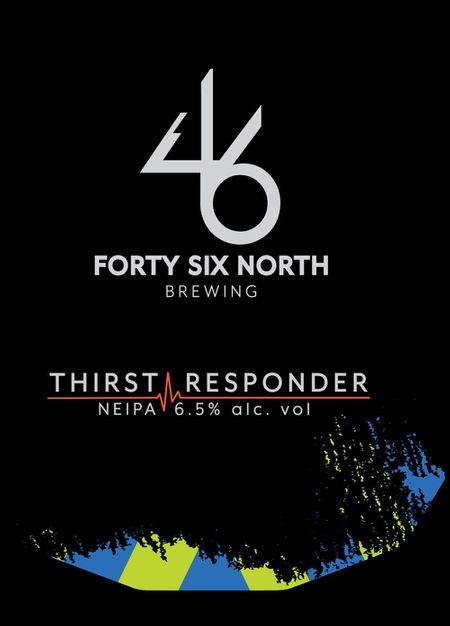 46
FORTY SIX NORTH
BREWING
THIRST RESPONDER
NEIPA 6.5% alc. vol